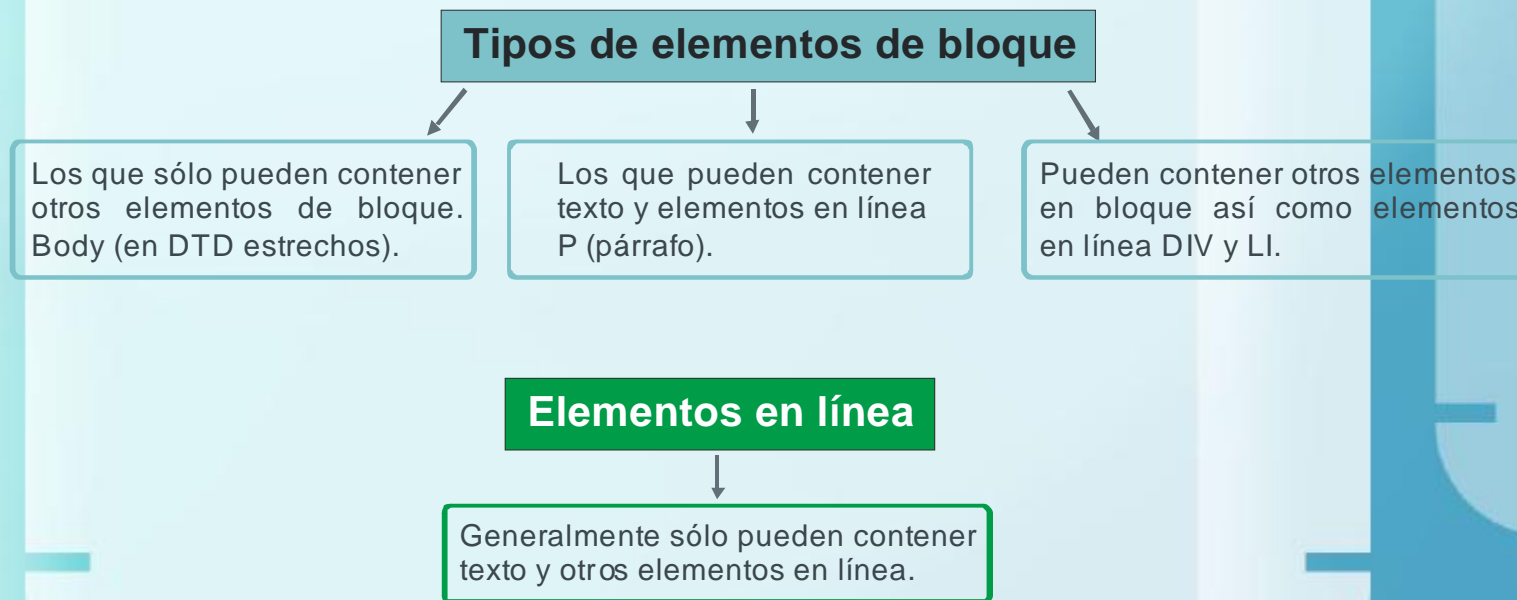 Tipos de elementos de bloque
Los que sólo pueden contener
otros elementos de bloque.
Body (en DTD estrechos).
Los que pueden contener
texto y elementos en línea
P (párrafo).
Pueden contener otros elementos
en bloque así como elementos
en línea DIV y LI.
Elementos en línea
Generalmente sólo pueden contener
texto y otros elementos en línea.